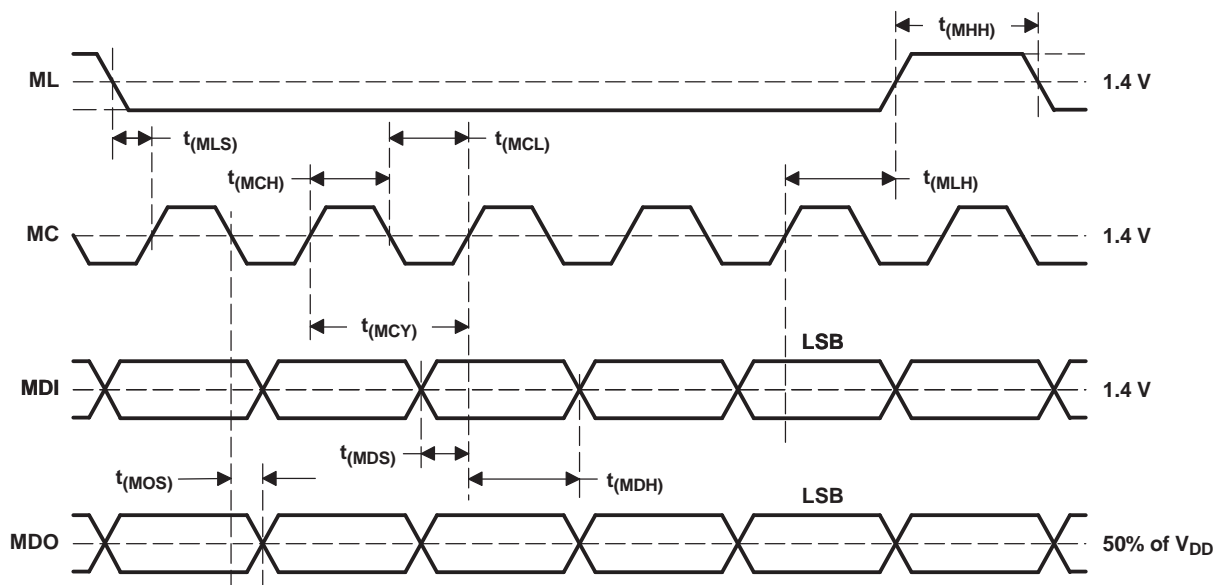 t(MHH)
ML
1.4 V
t(MLS)
t(MCL)
t(MCH)
t(MLH)
MC
1.4 V
t(MCY)
LSB
MDI
1.4 V
t(MDS)
t(MOS)
t(MDH)
LSB
MDO
50% of VDD